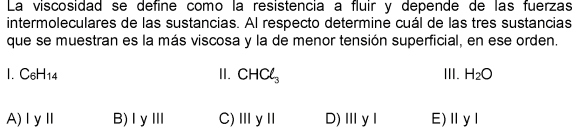 La viscosidad se define como la resistencia a fluir y depende de las fuerzas
intermoleculares de las sustancias. Al respecto determine cuál de las tres sustancias
que se muestran es la más viscosa y la de menor tensión superficial, en ese orden.
I. C₆H₁₄ II. CHCℓ₃ III. H₂O
A) I y II B) I y III C) III y II D) III y I E) II y I